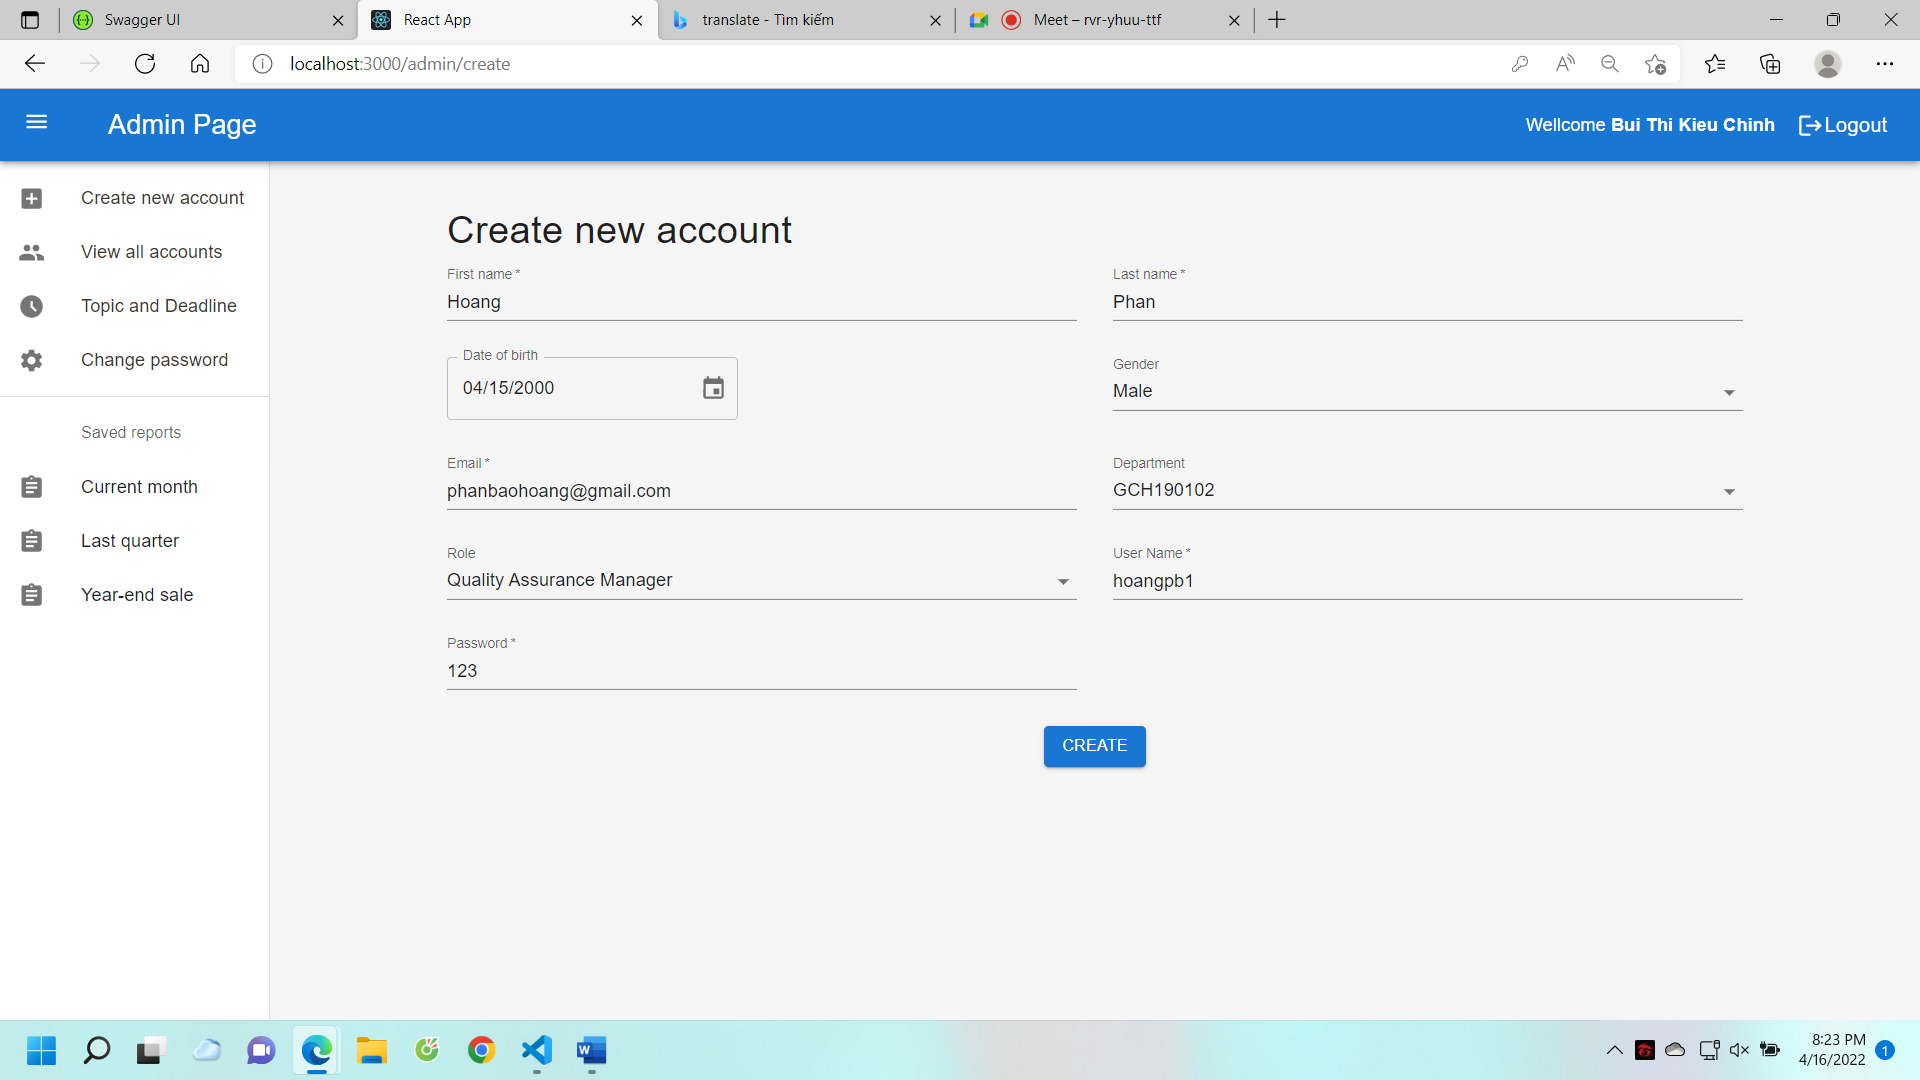 Swagger UI
React App
translate - Tìm kiếm
Meet – rvr-yhuu-ttf
localhost:3000/admin/create
Admin Page
Wellcome Bui Thi Kieu Chinh
Logout
Create new account
View all accounts
Topic and Deadline
Change password
Saved reports
Current month
Last quarter
Year-end sale
Create new account
First name *
Hoang
Last name *
Phan
Date of birth
04/15/2000
Gender
Male
Email *
phanbaohoang@gmail.com
Department
GCH190102
Role
Quality Assurance Manager
User Name *
hoangpb1
Password *
123
CREATE
8:23 PM
4/16/2022
1